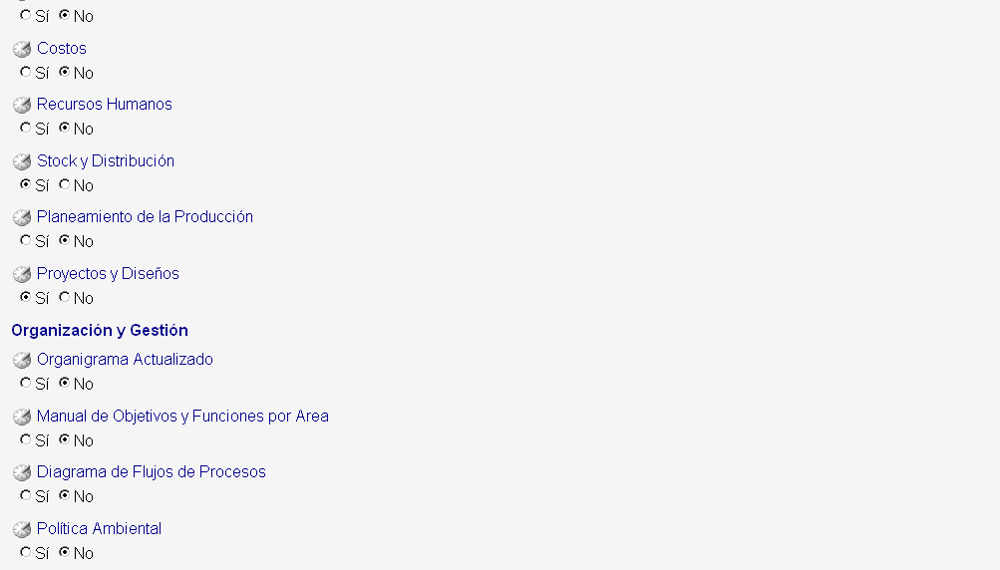 Sí No
Costos
Sí No
Recursos Humanos
Sí No
Stock y Distribución
Sí No
Planeamiento de la Producción
Sí No
Proyectos y Diseños
Sí No
Organización y Gestión
Organigrama Actualizado
Sí No
Manual de Objetivos y Funciones por Area
Sí No
Diagrama de Flujos de Procesos
Sí No
Política Ambiental
Sí No